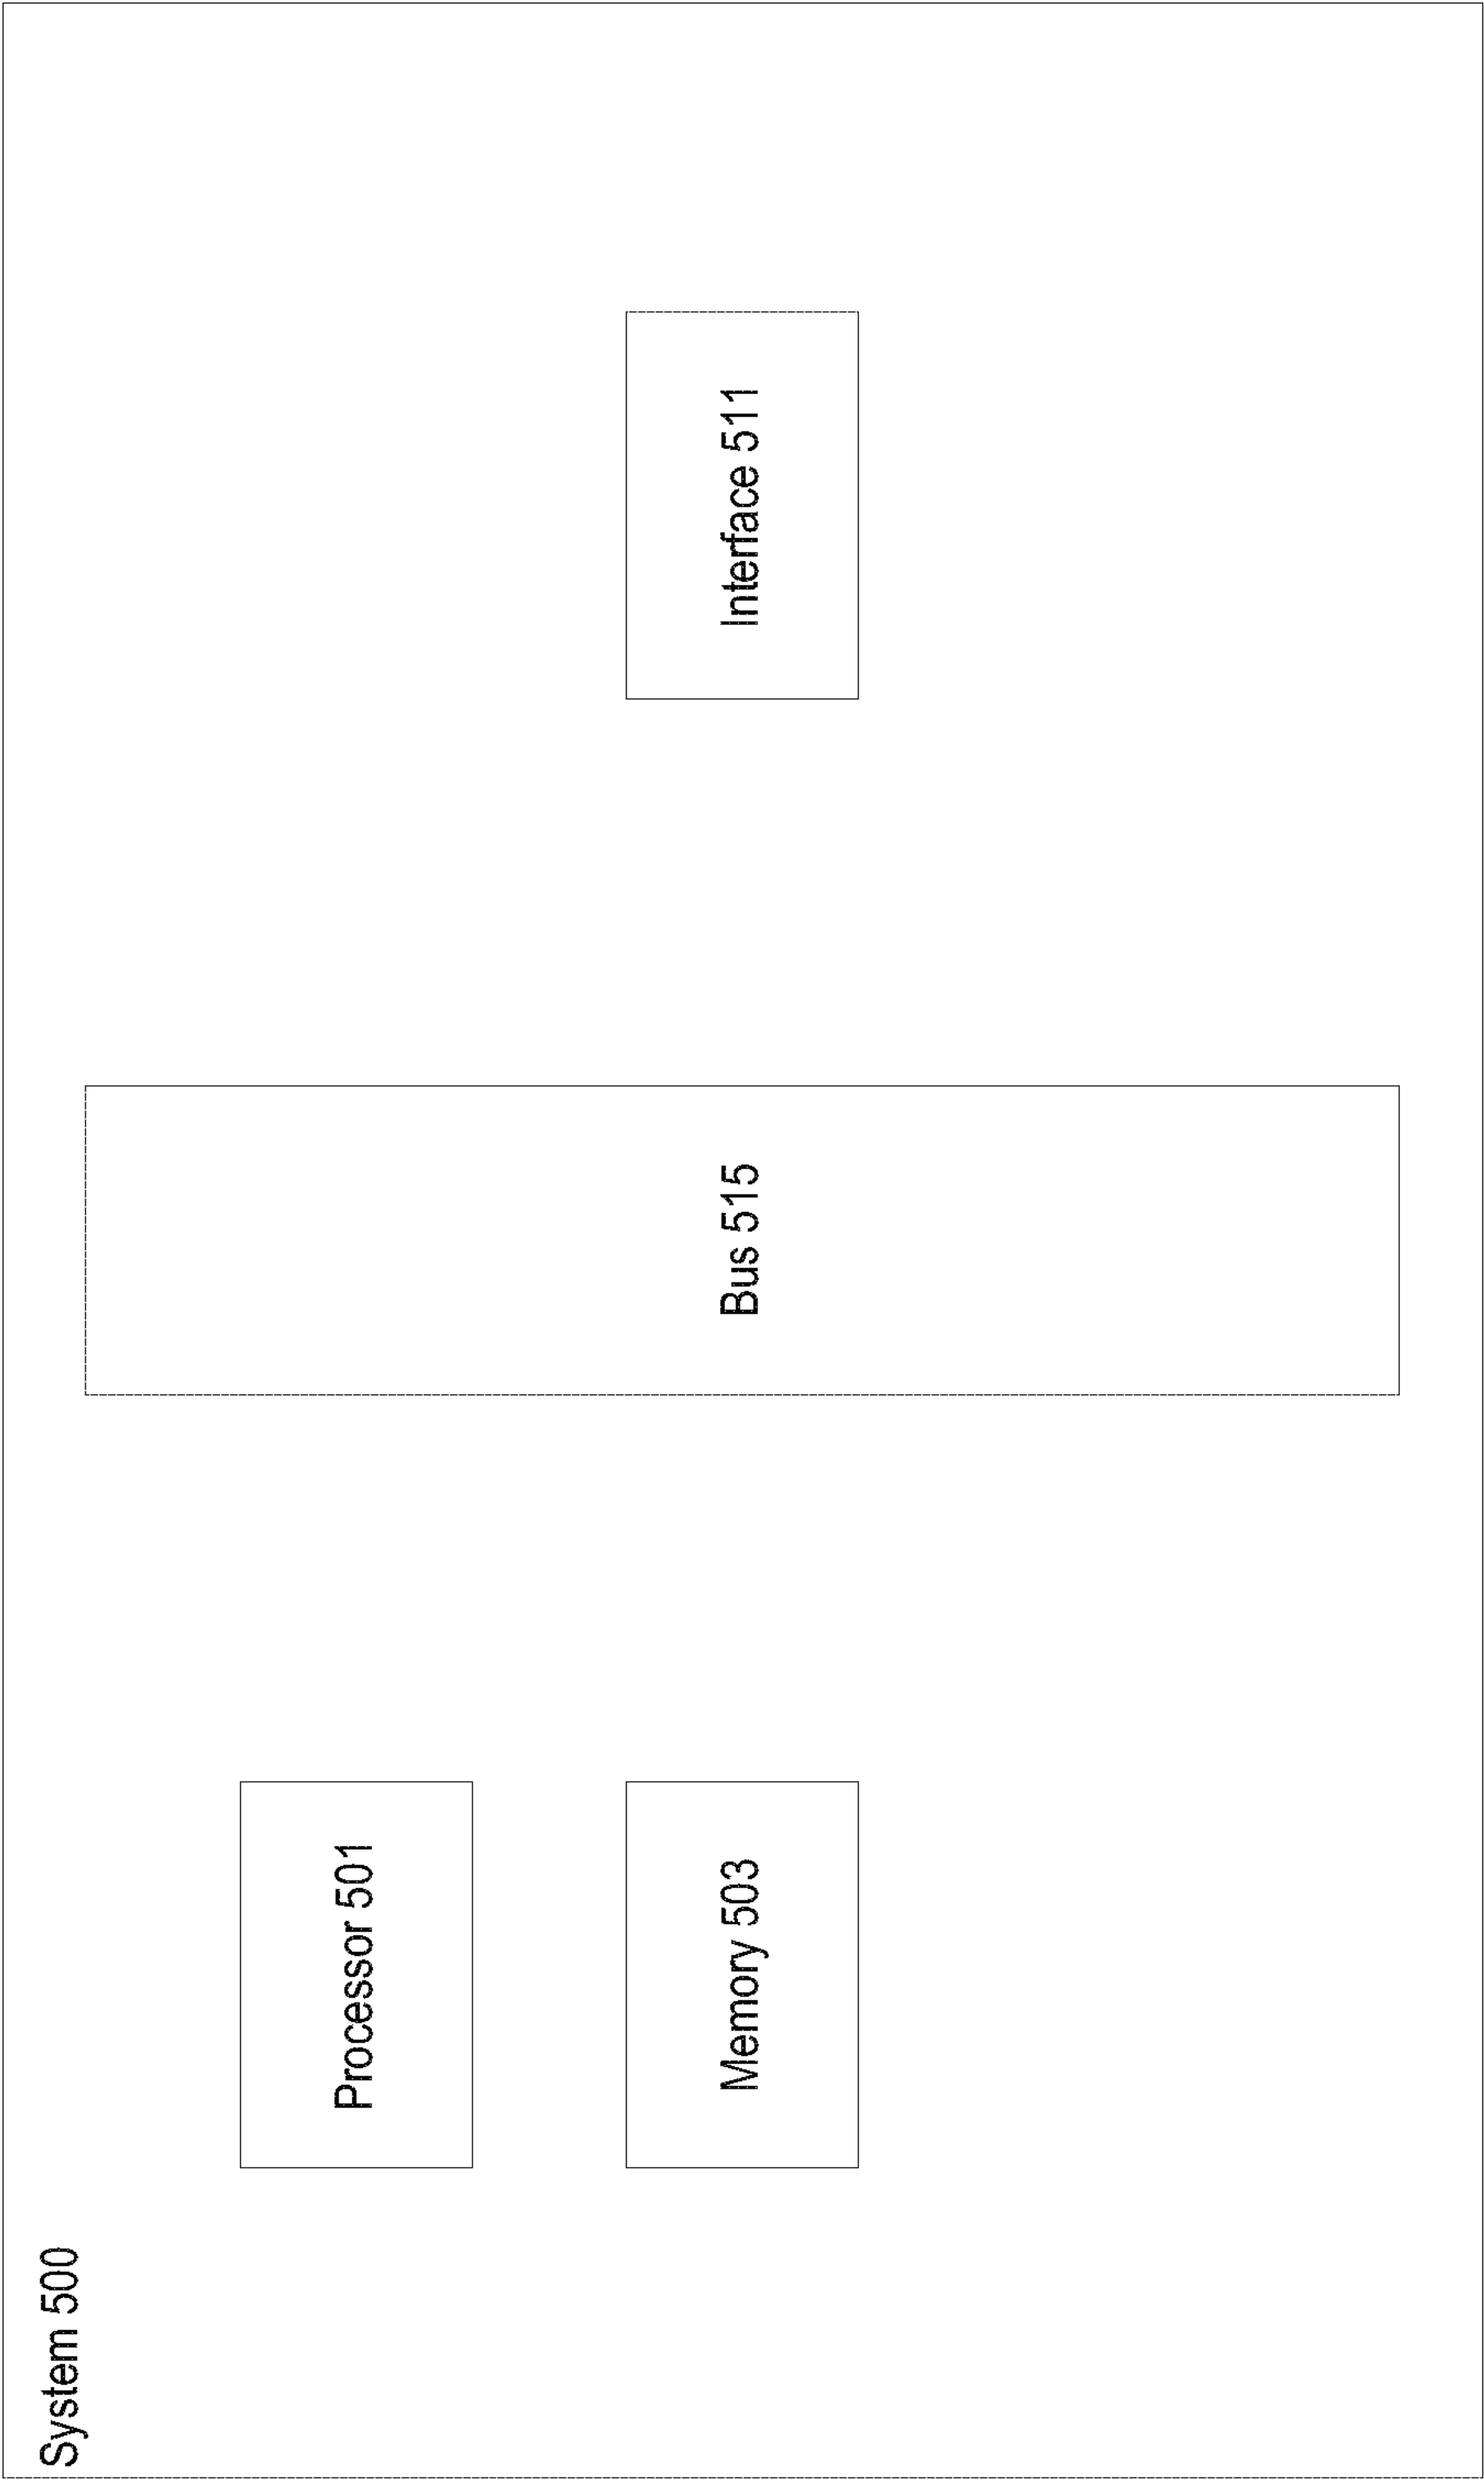 System 500
Processor 501
Memory 503
Bus 515
Interface 511